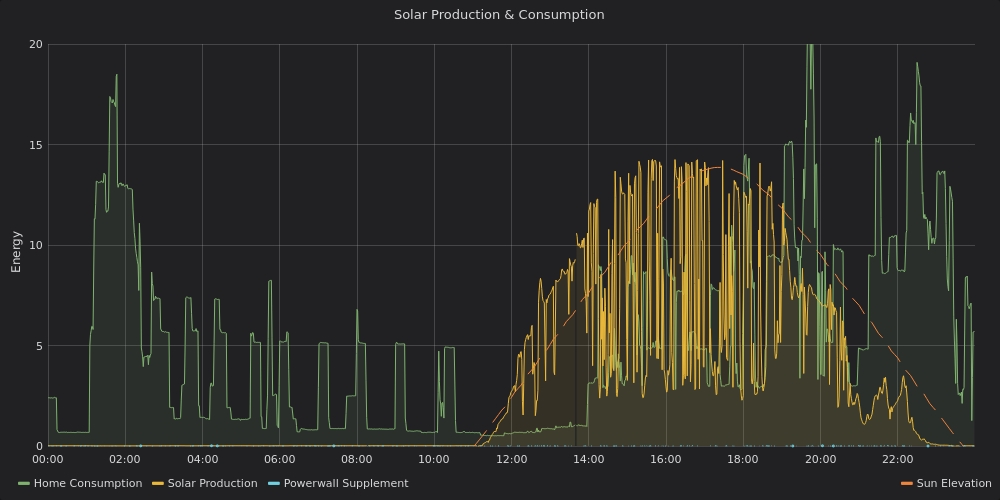 Solar Production & Consumption
20
15
10
5
0
Energy
00:00 02:00 04:00 06:00 08:00 10:00 12:00 14:00 16:00 18:00 20:00 22:00
Home Consumption Solar Production Powerwall Supplement Sun Elevation